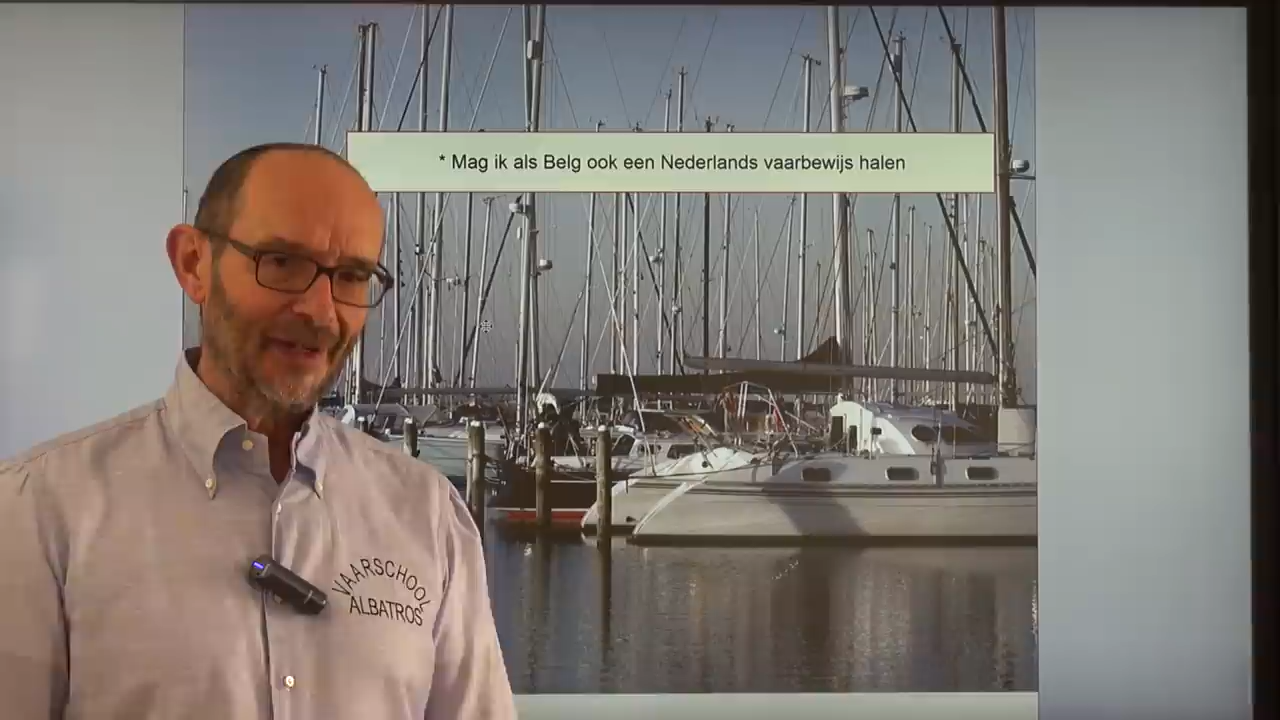 * Mag ik als Belg ook een Nederlands vaarbewijs halen
VAARSCHOOL
ALBATROS